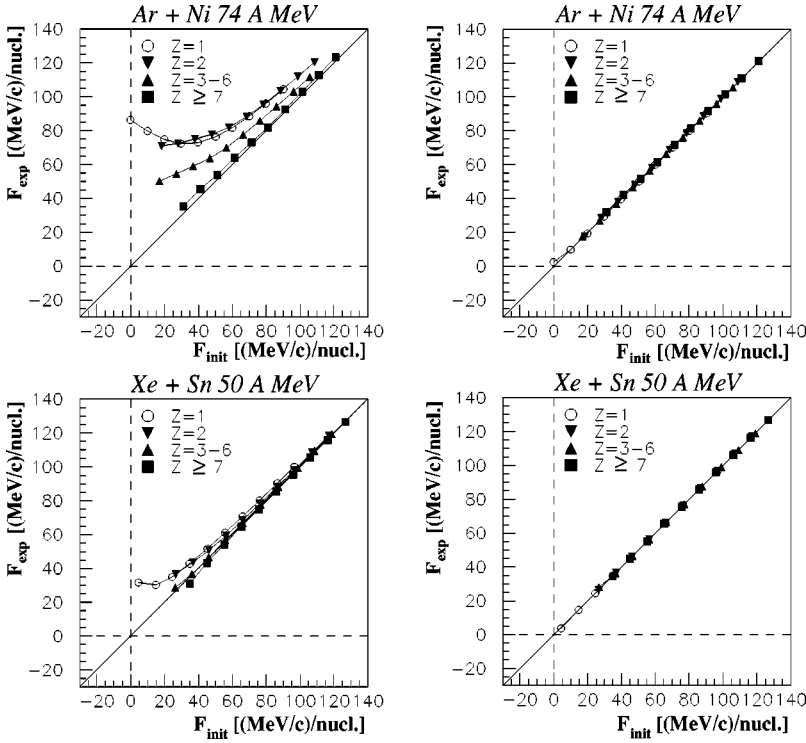 Ar + Ni 74 A MeV
F_exp [(MeV/c)/nucl.]
140
120
100
80
60
40
20
0
−20
Z=1
Z=2
Z=3−6
Z ≥ 7
−20 0 20 40 60 80 100 120 140
F_init [(MeV/c)/nucl.]
Ar + Ni 74 A MeV
F_exp [(MeV/c)/nucl.]
140
120
100
80
60
40
20
0
−20
Z=1
Z=2
Z=3−6
Z ≥ 7
−20 0 20 40 60 80 100 120 140
F_init [(MeV/c)/nucl.]
Xe + Sn 50 A MeV
F_exp [(MeV/c)/nucl.]
140
120
100
80
60
40
20
0
−20
Z=1
Z=2
Z=3−6
Z ≥ 7
−20 0 20 40 60 80 100 120 140
F_init [(MeV/c)/nucl.]
Xe + Sn 50 A MeV
F_exp [(MeV/c)/nucl.]
140
120
100
80
60
40
20
0
−20
Z=1
Z=2
Z=3−6
Z ≥ 7
−20 0 20 40 60 80 100 120 140
F_init [(MeV/c)/nucl.]